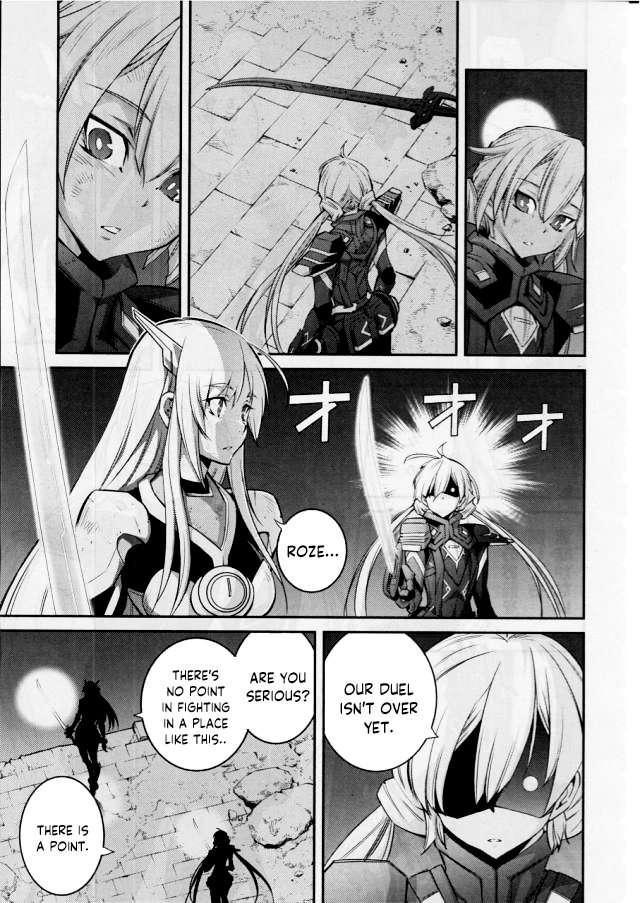 オ
オ
オ
ROZE...
OUR DUEL
ISN'T OVER
YET.
ARE YOU
SERIOUS?
THERE'S
NO POINT
IN FIGHTING
IN A PLACE
LIKE THIS..
THERE IS
A POINT.